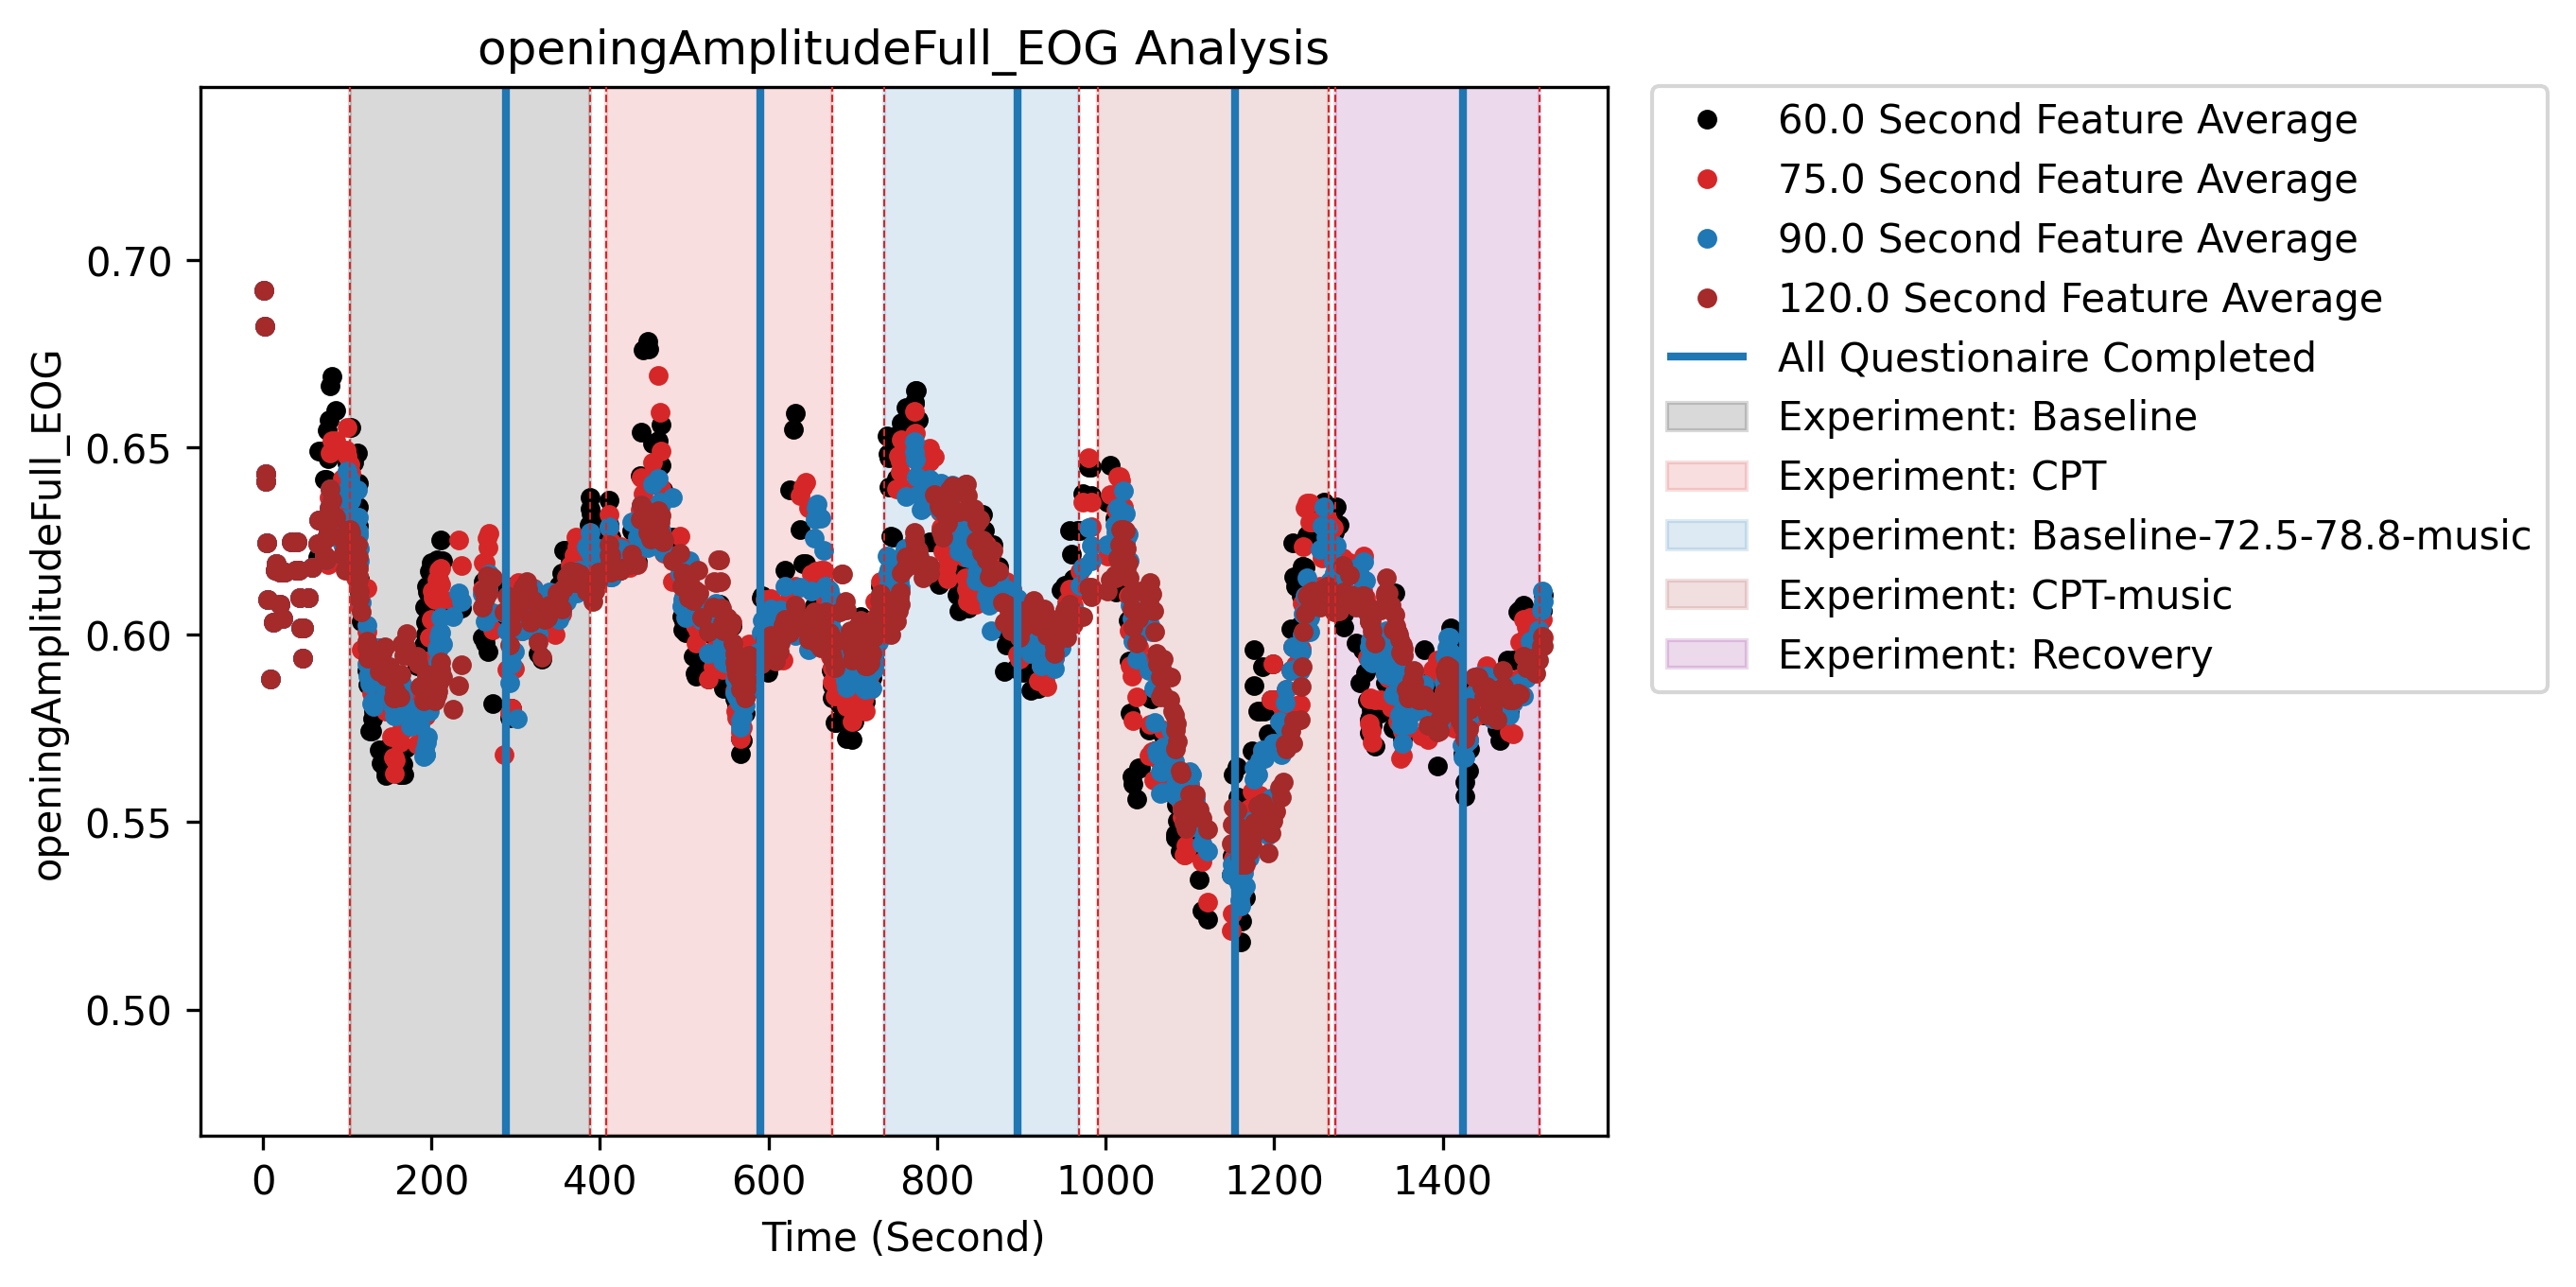 openingAmplitudeFull_EOG Analysis
openingAmplitudeFull_EOG
0.70
0.65
0.60
0.55
0.50
0 200 400 600 800 1000 1200 1400
Time (Second)
60.0 Second Feature Average
75.0 Second Feature Average
90.0 Second Feature Average
120.0 Second Feature Average
All Questionaire Completed
Experiment: Baseline
Experiment: CPT
Experiment: Baseline-72.5-78.8-music
Experiment: CPT-music
Experiment: Recovery